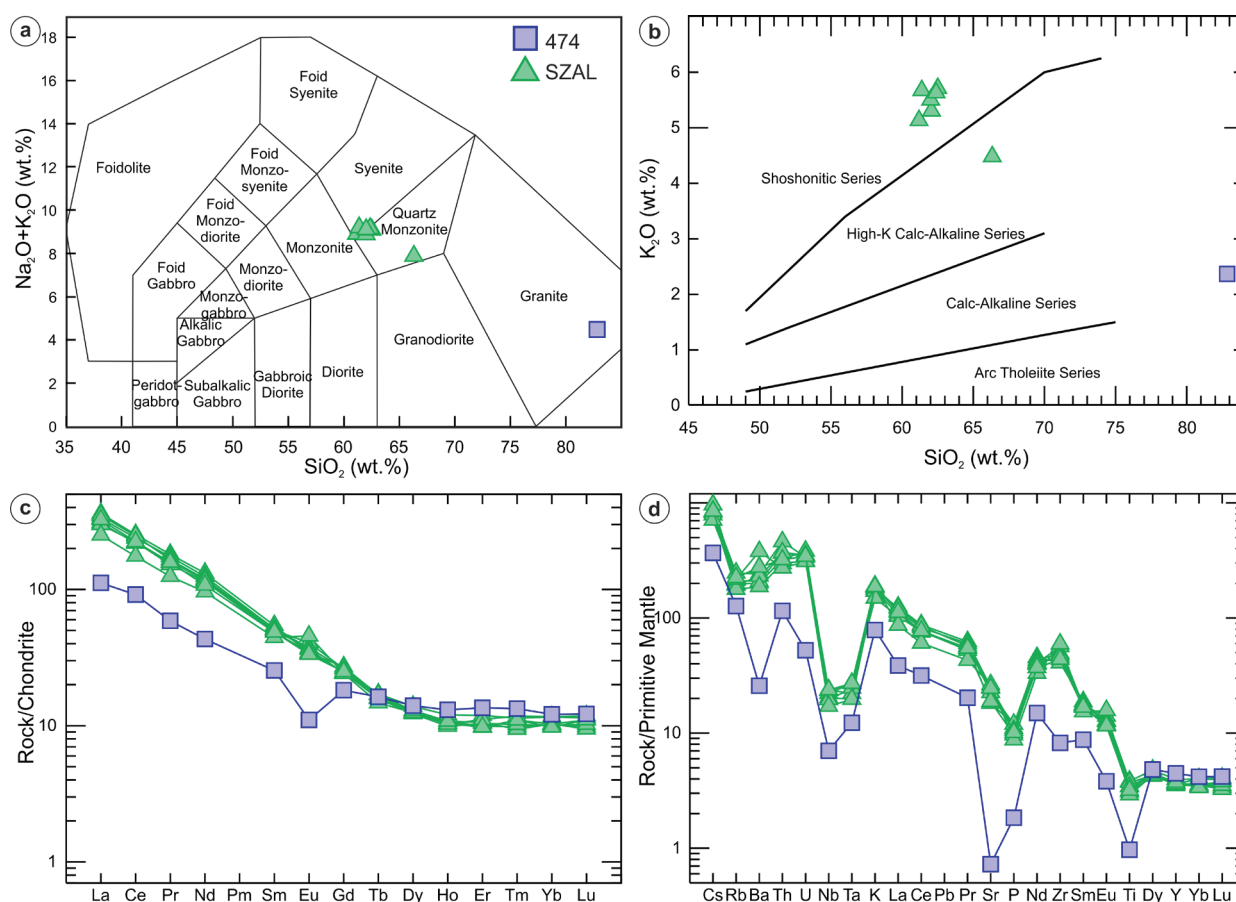 a
474
SZAL
Na₂O+K₂O (wt.%)
18
16
14
12
10
8
6
4
2
0
Foid
Syenite
Foidolite
Foid
Monzo-
syenite
Syenite
Foid
Monzo-
diorite
Quartz
Monzonite
Monzonite
Foid
Gabbro
Monzo-
diorite
Monzo-
gabbro
Granite
Alkalic
Gabbro
Granodiorite
Peridot-
gabbro
Subalkalic
Gabbro
Gabbroic
Diorite
Diorite
35 40 45 50 55 60 65 70 75 80
SiO₂ (wt.%)
b
K₂O (wt.%)
6
5
4
3
2
1
0
Shoshonitic Series
High-K Calc-Alkaline Series
Calc-Alkaline Series
Arc Tholeiite Series
45 50 55 60 65 70 75 80
SiO₂ (wt.%)
c
Rock/Chondrite
100
10
1
La Ce Pr Nd Pm Sm Eu Gd Tb Dy Ho Er Tm Yb Lu
d
Rock/Primitive Mantle
100
10
1
Cs Rb Ba Th U Nb Ta K La Ce Pb Pr Sr P Nd Zr Sm Eu Ti Dy Y Yb Lu